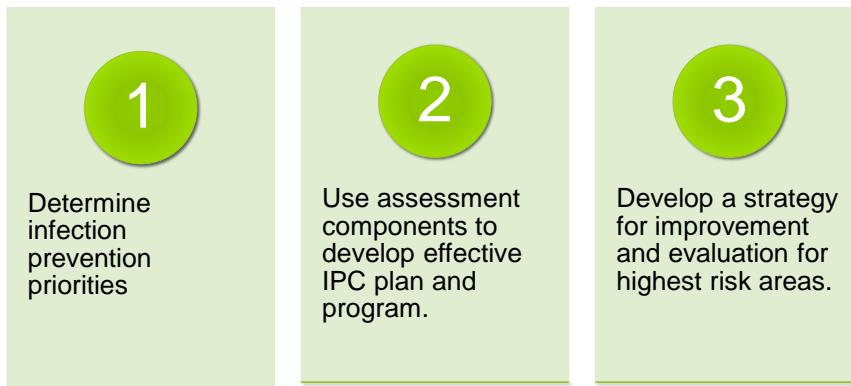 1
Determine
infection
prevention
priorities
2
Use assessment
components to
develop effective
IPC plan and
program.
3
Develop a strategy
for improvement
and evaluation for
highest risk areas.